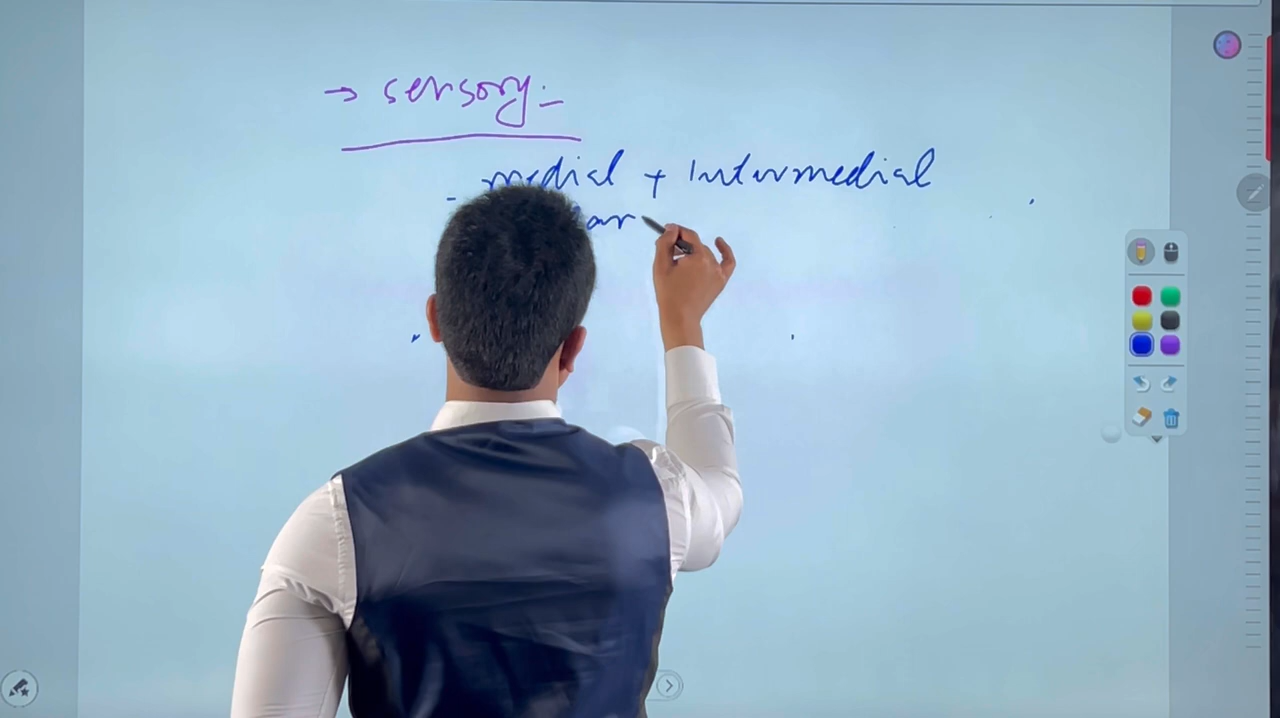 → sensory:-
- medial + Intermedial